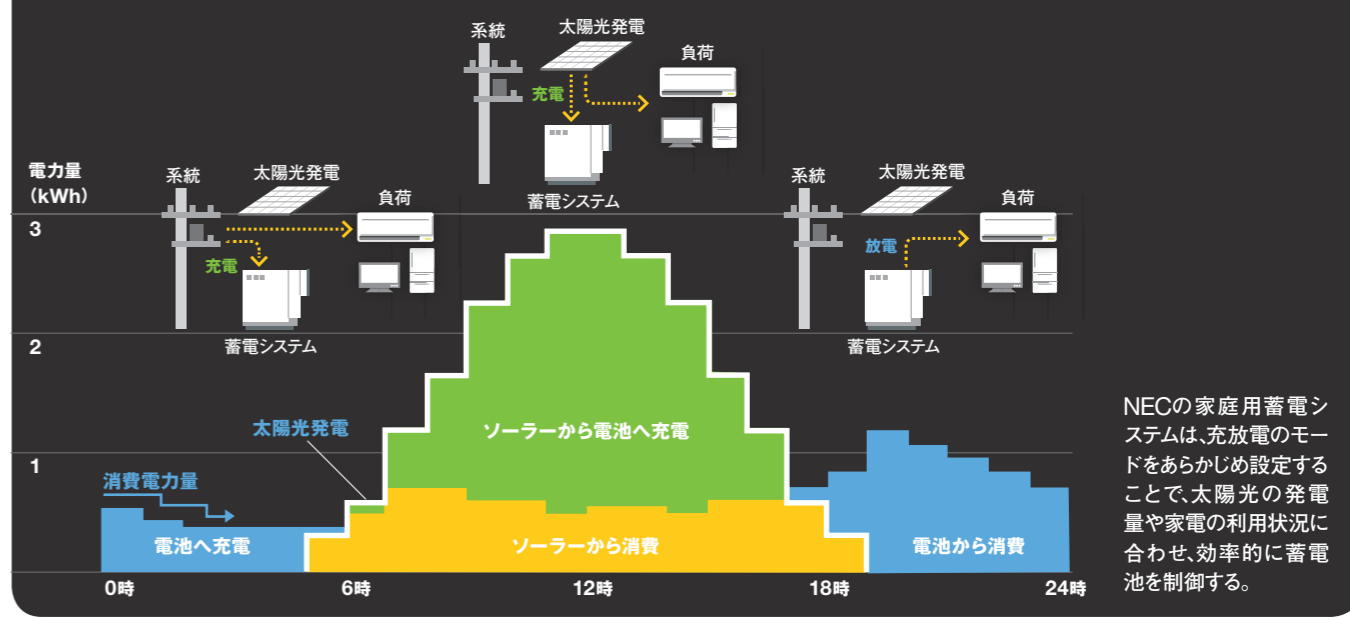 系統
太陽光発電
負荷
充電
蓄電システム
電力量
（kWh）
系統
太陽光発電
負荷
充電
蓄電システム
系統
太陽光発電
負荷
放電
蓄電システム
3
2
1
太陽光発電
ソーラーから電池へ充電
消費電力量
電池へ充電
ソーラーから消費
電池から消費
0時
6時
12時
18時
24時
NECの家庭用蓄電シ
ステムは、充放電のモー
ドをあらかじめ設定する
ことで、太陽光の発電
量や家電の利用状況に
合わせ、効率的に蓄電
池を制御する。